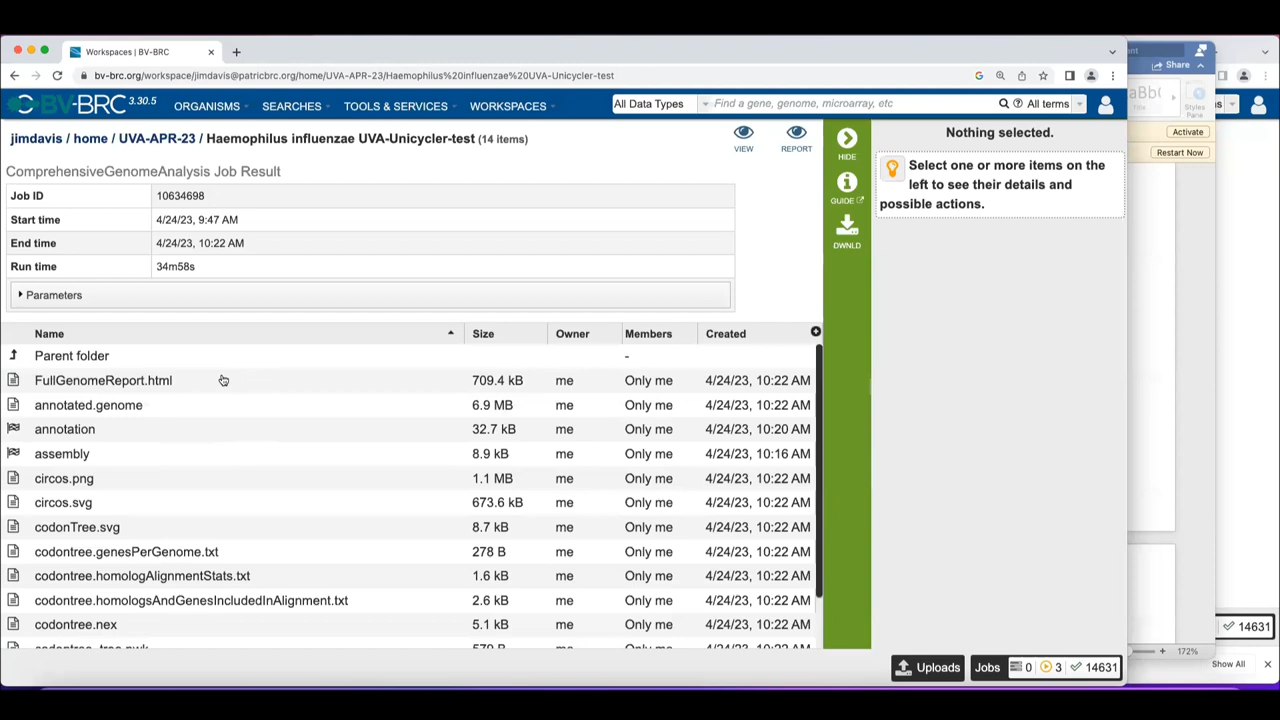 Workspaces | BV-BRC
bv-brc.org/workspace/jimdavis@patricbrc.org/home/UVA-APR-23/Haemophilus%20influenzae%20UVA-Unicycler-test
Share
BV-BRC 3.30.5
ORGANISMS
SEARCHES
TOOLS & SERVICES
WORKSPACES
All Data Types
Find a gene, genome, microarray, etc
All terms
Styles
Pane
Activate
Restart Now
jimdavis / home / UVA-APR-23 / Haemophilus influenzae UVA-Unicycler-test (14 items)
VIEW
REPORT
HIDE
GUIDE
DWNLD
Nothing selected.
Select one or more items on the
left to see their details and
possible actions.
ComprehensiveGenomeAnalysis Job Result
Job ID 10634698
Start time 4/24/23, 9:47 AM
End time 4/24/23, 10:22 AM
Run time 34m58s
Parameters
Name Size Owner Members Created
Parent folder -
FullGenomeReport.html 709.4 kB me Only me 4/24/23, 10:22 AM
annotated.genome 6.9 MB me Only me 4/24/23, 10:22 AM
annotation 32.7 kB me Only me 4/24/23, 10:20 AM
assembly 8.9 kB me Only me 4/24/23, 10:16 AM
circos.png 1.1 MB me Only me 4/24/23, 10:22 AM
circos.svg 673.6 kB me Only me 4/24/23, 10:22 AM
codonTree.svg 8.7 kB me Only me 4/24/23, 10:22 AM
codontree.genesPerGenome.txt 278 B me Only me 4/24/23, 10:22 AM
codontree.homologAlignmentStats.txt 1.6 kB me Only me 4/24/23, 10:22 AM
codontree.homologsAndGenesIncludedInAlignment.txt 2.6 kB me Only me 4/24/23, 10:22 AM
codontree.nex 5.1 kB me Only me 4/24/23, 10:22 AM
Uploads
Jobs 0 3 14631
14631
172%
Show All